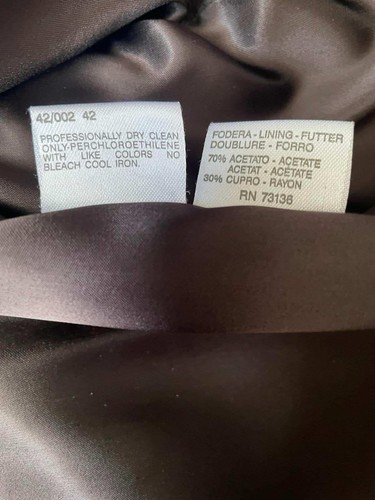 42/002 42
PROFESSIONALLY DRY CLEAN
ONLY-PERCHLOROETHILENE
WITH LIKE COLORS NO
BLEACH COOL IRON.
FODERA - LINING - FUTTER
DOUBLURE - FORRO
70% ACETATO - ACETATE
ACETAT - ACÉTATE
30% CUPRO - RAYON
RN 73136